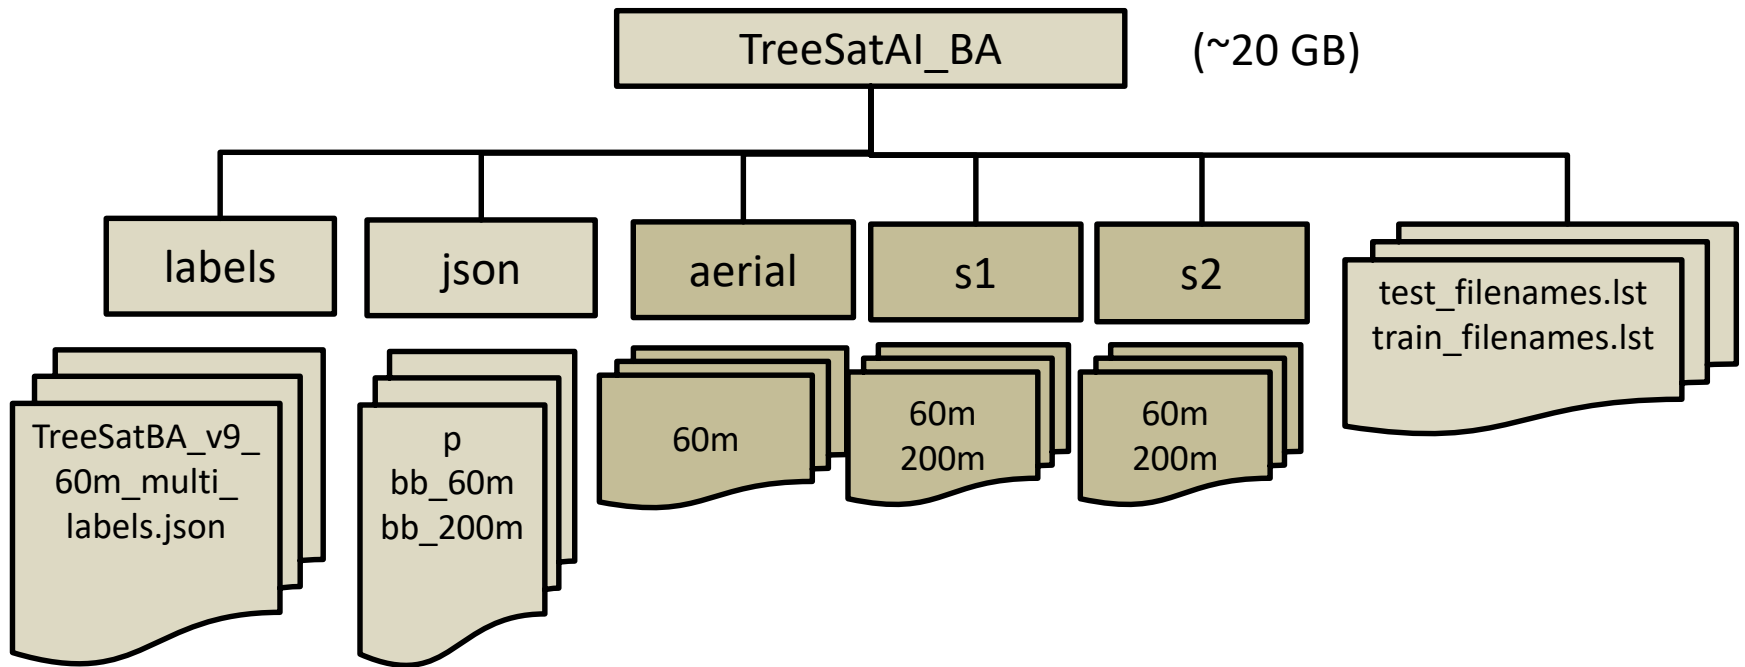 TreeSatAI_BA
(~20 GB)
labels
json
aerial
s1
s2
test_filenames.lst
train_filenames.lst
TreeSatBA_v9_
60m_multi_
labels.json
p
bb_60m
bb_200m
60m
60m
200m
60m
200m